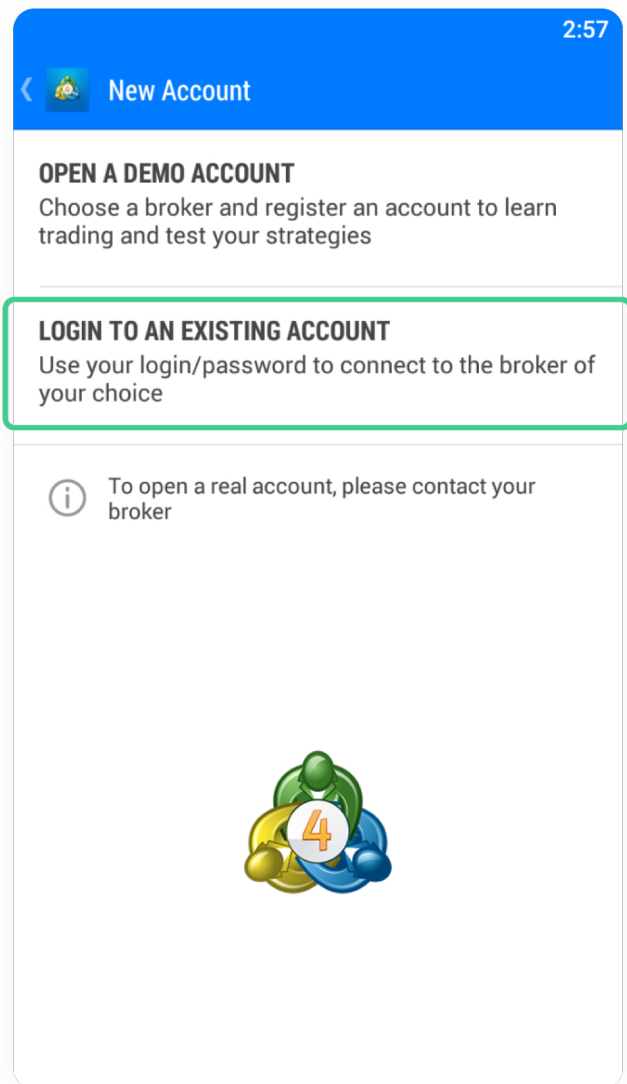 2:57
New Account
OPEN A DEMO ACCOUNT
Choose a broker and register an account to learn
trading and test your strategies
LOGIN TO AN EXISTING ACCOUNT
Use your login/password to connect to the broker of
your choice
To open a real account, please contact your
broker
4